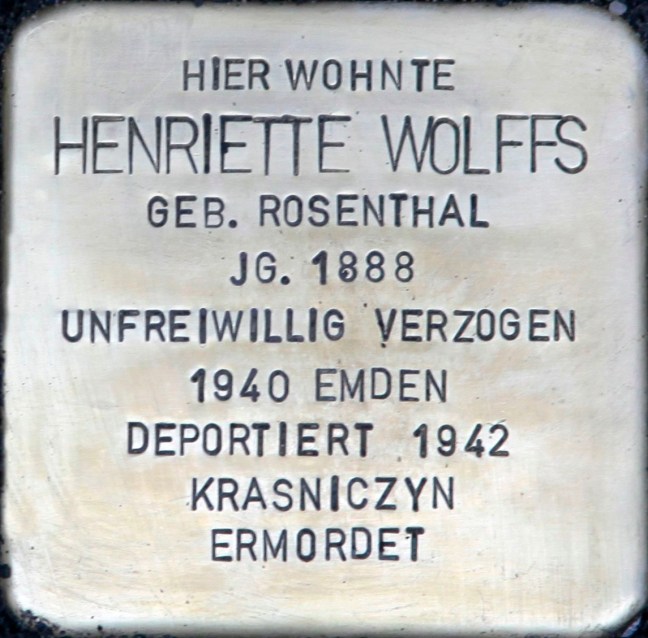 HIER WOHNTE
HENRIETTE WOLFFS
GEB. ROSENTHAL
JG. 1888
UNFREIWILLIG VERZOGEN
1940 EMDEN
DEPORTIERT 1942
KRASNICZYN
ERMORDET